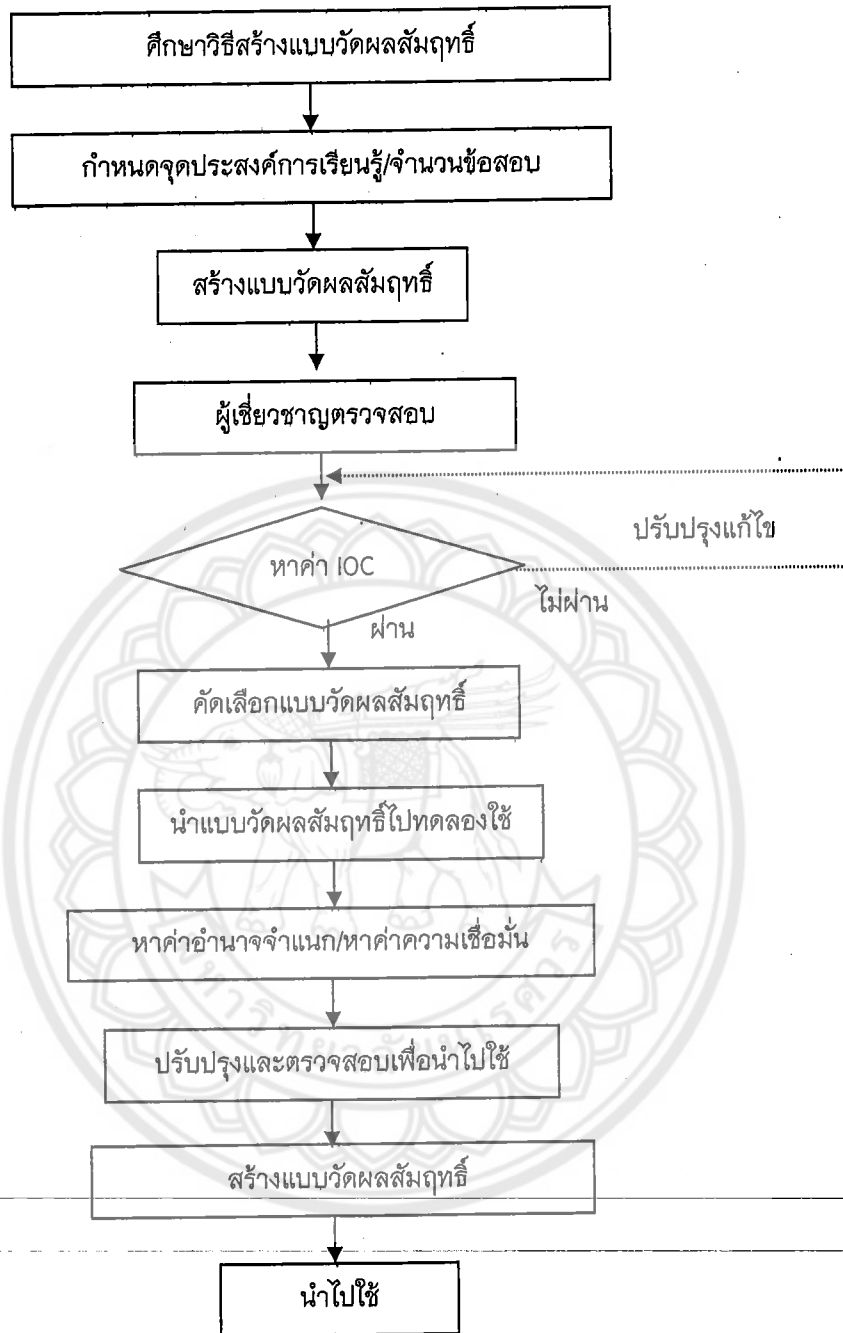 ศึกษาวิธีสร้างแบบวัดผลสัมฤทธิ์
กำหนดจุดประสงค์การเรียนรู้/จำนวนข้อสอบ
สร้างแบบวัดผลสัมฤทธิ์
ผู้เชี่ยวชาญตรวจสอบ
ปรับปรุงแก้ไข
หาค่า IOC
ไม่ผ่าน
ผ่าน
คัดเลือกแบบวัดผลสัมฤทธิ์
นำแบบวัดผลสัมฤทธิ์ไปทดลองใช้
หาค่าอำนาจจำแนก/หาค่าความเชื่อมั่น
ปรับปรุงและตรวจสอบเพื่อนำไปใช้
สร้างแบบวัดผลสัมฤทธิ์
นำไปใช้